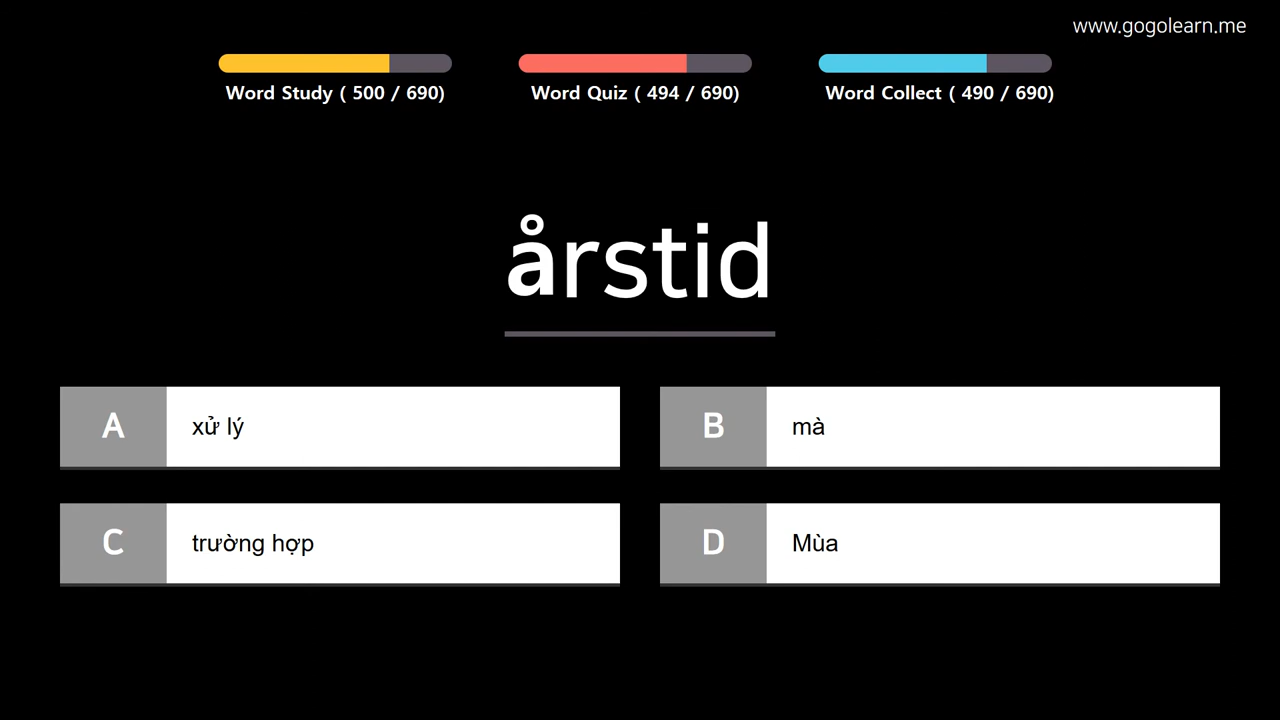 www.gogolearn.me
Word Study ( 500 / 690)
Word Quiz ( 494 / 690)
Word Collect ( 490 / 690)
årstid
A xử lý
B mà
C trường hợp
D Mùa